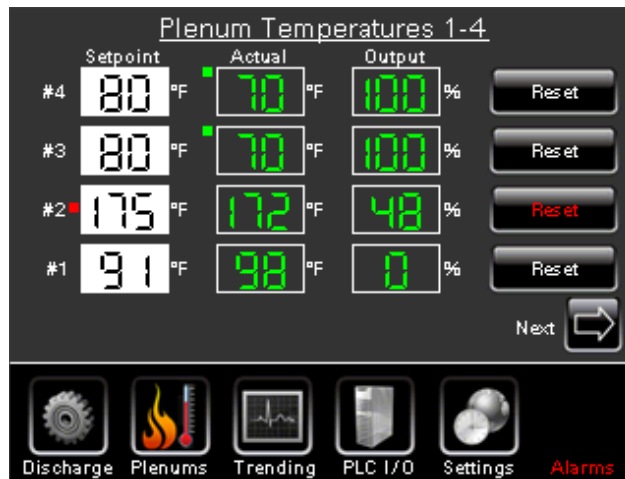 Plenum Temperatures 1-4
Setpoint Actual Output
#4 80 °F 70 °F 100 % Reset
#3 80 °F 70 °F 100 % Reset
#2 175 °F 172 °F 48 % Reset
#1 91 °F 98 °F 0 % Reset
Next
Discharge Plenums Trending PLC I/O Settings Alarms